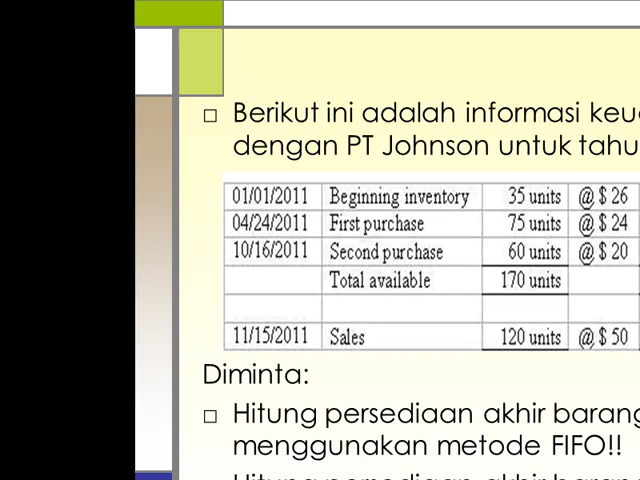 Berikut ini adalah informasi
dengan PT Johnson untuk
01/01/2011 Beginning inventory 35 units @ $ 26
04/24/2011 First purchase 75 units @ $ 24
10/16/2011 Second purchase 60 units @ $ 20
Total available 170 units
11/15/2011 Sales 120 units @ $ 50
Diminta:
Hitung persediaan akhir barang
menggunakan metode FIFO!!